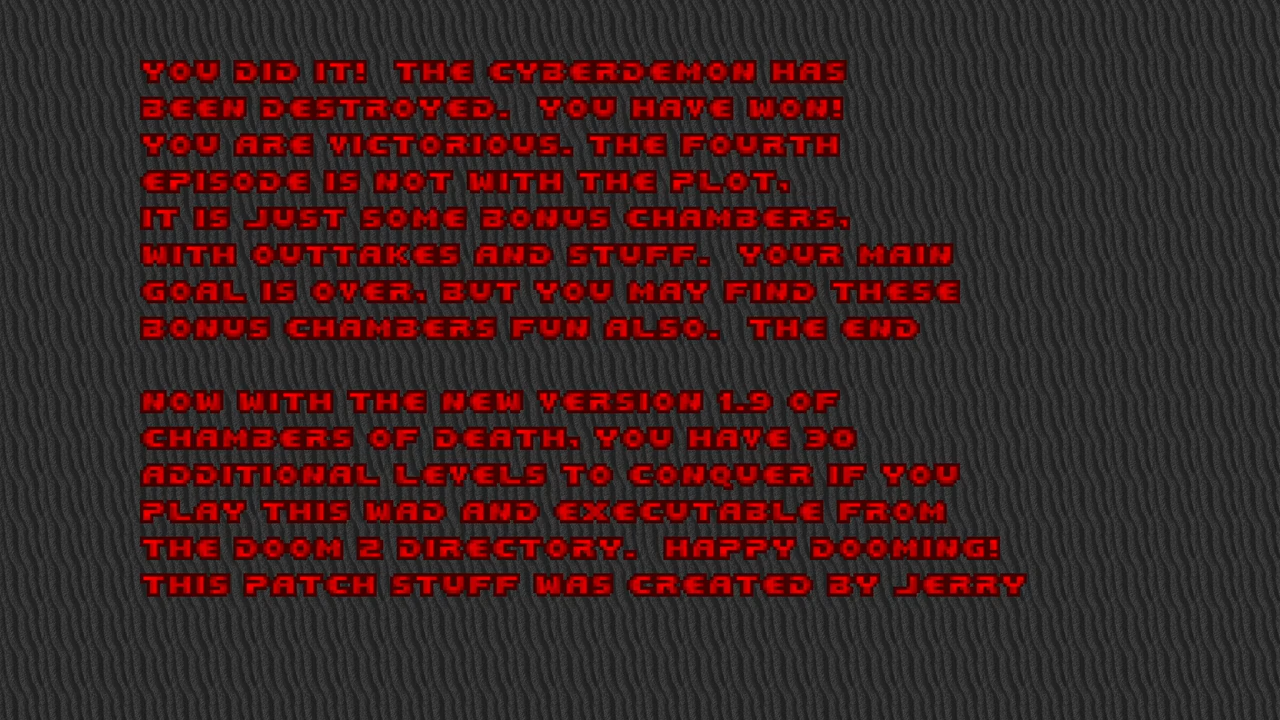 YOU DID IT!  THE CYBERDEMON HAS
BEEN DESTROYED.  YOU HAVE WON!
YOU ARE VICTORIOUS. THE FOURTH
EPISODE IS NOT WITH THE PLOT,
IT IS JUST SOME BONUS CHAMBERS,
WITH OUTTAKES AND STUFF.  YOUR MAIN
GOAL IS OVER, BUT YOU MAY FIND THESE
BONUS CHAMBERS FUN ALSO.  THE END
NOW WITH THE NEW VERSION 1.9 OF
CHAMBERS OF DEATH, YOU HAVE 30
ADDITIONAL LEVELS TO CONQUER IF YOU
PLAY THIS WAD AND EXECUTABLE FROM
THE DOOM 2 DIRECTORY.  HAPPY DOOMING!
THIS PATCH STUFF WAS CREATED BY JERRY